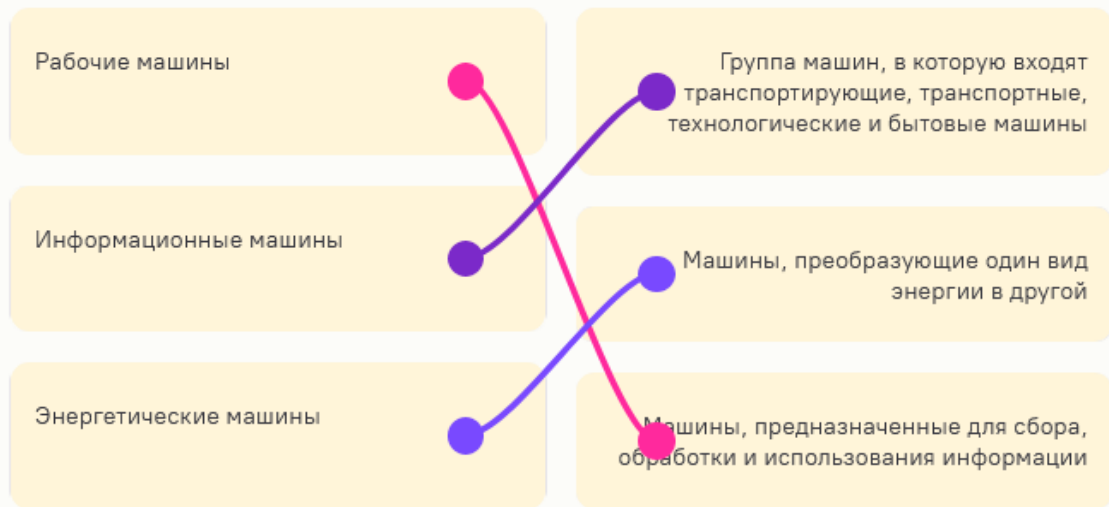 Рабочие машины
Группа машин, в которую входят
транспортирующие, транспортные,
технологические и бытовые машины
Информационные машины
Машины, преобразующие один вид
энергии в другой
Энергетические машины
Машины, предназначенные для сбора,
обработки и использования информации